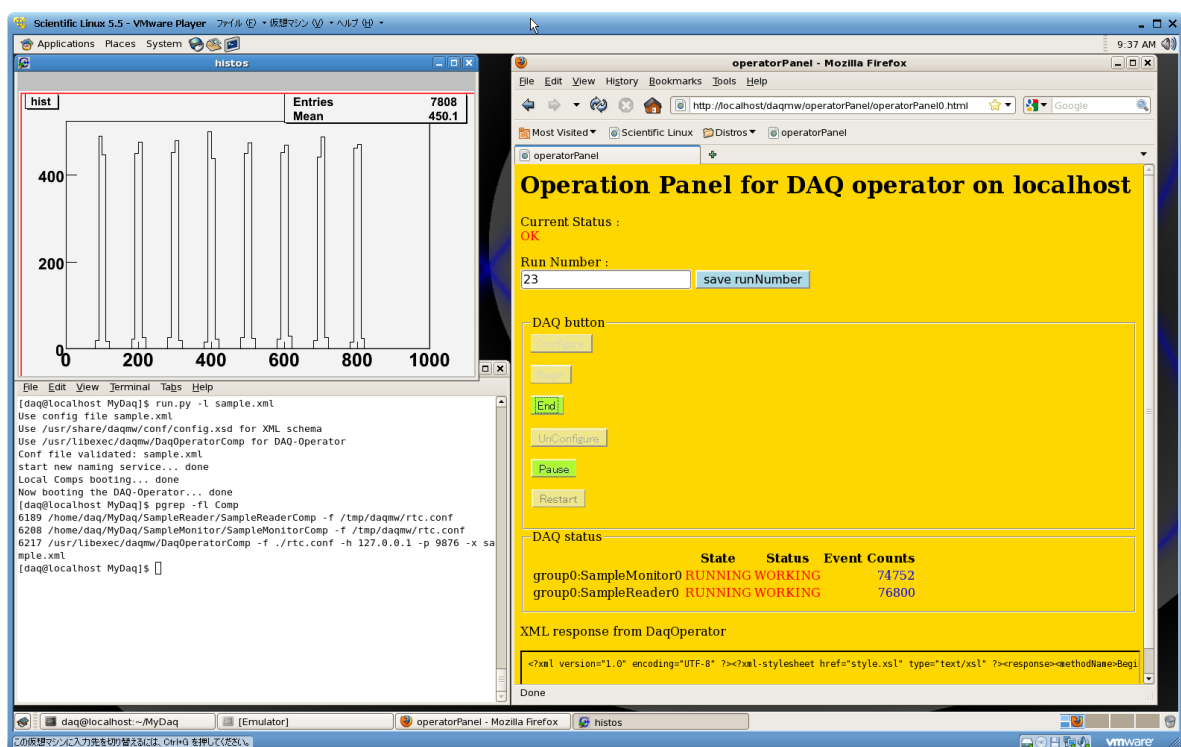 Scientific Linux 5.5 - VMware Player ファイル (F) ・ 仮想マシン (V) ・ ヘルプ (H) ・
Applications Places System
9:37 AM
histos
hist
Entries 7808
Mean 450.1
400
200
0
0 200 400 600 800 1000
File Edit View Terminal Tabs Help
[daq@localhost MyDaq]$ run.py -l sample.xml
Use config file sample.xml
Use /usr/share/daqmw/conf/config.xsd for XML schema
Use /usr/libexec/daqmw/DaqOperatorComp for DAQ-Operator
Conf file validated: sample.xml
start new naming service... done
Local Comps booting... done
Now booting the DAQ-Operator... done
[daq@localhost MyDaq]$ pgrep -fl Comp
6189 /home/daq/MyDaq/SampleReader/SampleReaderComp -f /tmp/daqmw/rtc.conf
6208 /home/daq/MyDaq/SampleMonitor/SampleMonitorComp -f /tmp/daqmw/rtc.conf
6217 /usr/libexec/daqmw/DaqOperatorComp -f ./rtc.conf -h 127.0.0.1 -p 9876 -x sa
mple.xml
[daq@localhost MyDaq]$
operatorPanel - Mozilla Firefox
File Edit View History Bookmarks Tools Help
http://localhost/daqmw/operatorPanel/operatorPanel0.html
Google
Most Visited Scientific Linux Distros operatorPanel
operatorPanel
Operation Panel for DAQ operator on localhost
Current Status :
OK
Run Number :
23 save runNumber
DAQ button
Configure
Begin
End
UnConfigure
Pause
Restart
DAQ status
State Status Event Counts
group0:SampleMonitor0 RUNNING WORKING 74752
group0:SampleReader0 RUNNING WORKING 76800
XML response from DaqOperator
<?xml version="1.0" encoding="UTF-8" ?><?xml-stylesheet href="style.xsl" type="text/xsl" ?><response><methodName>Begi
Done
daq@localhost:~/MyDaq [Emulator] operatorPanel - Mozilla Firefox histos
この仮想マシンに入力先を切り替えるには、Ctrl+G を押してください。
vmware